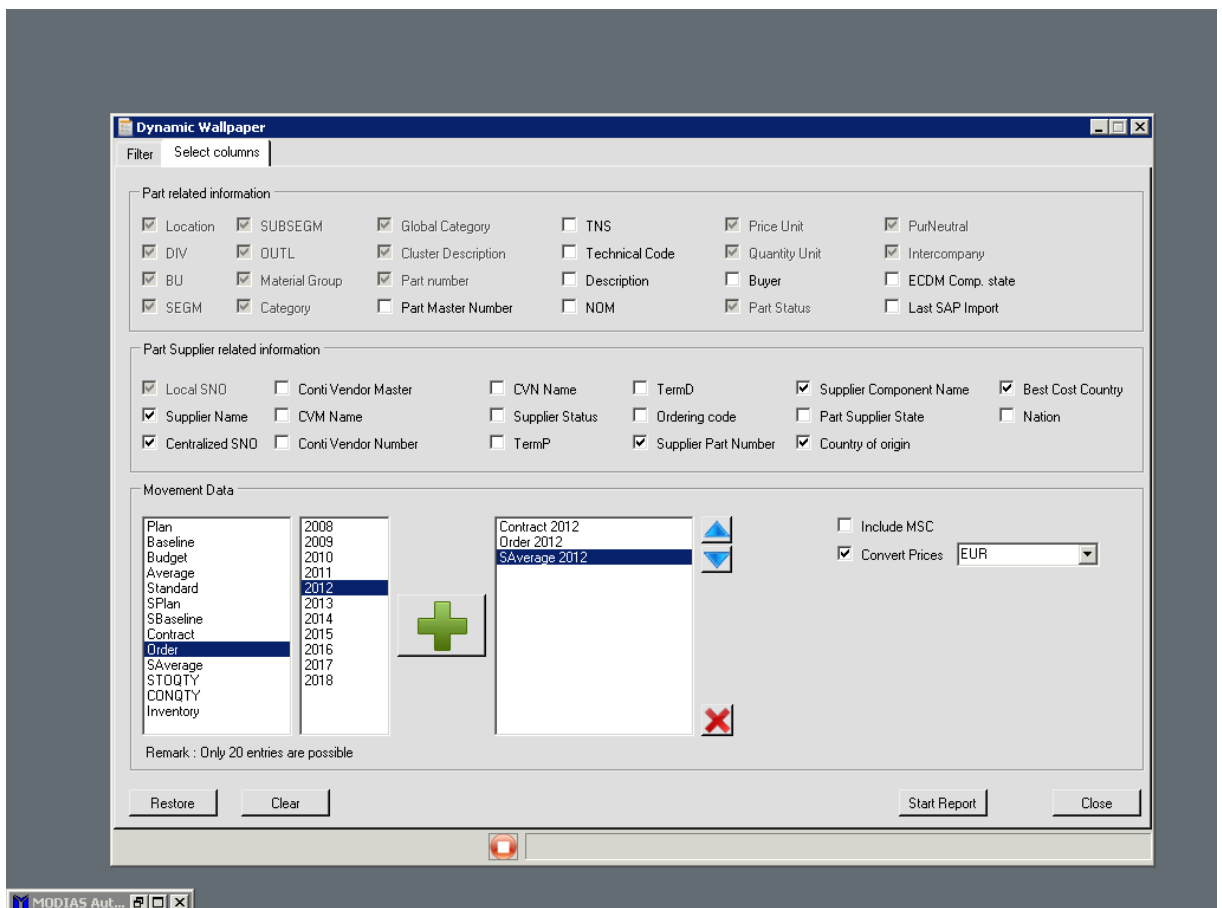 Dynamic Wallpaper
Filter Select columns
Part related information
Location SUBSEGM Global Category TNS Price Unit PurNeutral
DIV OUTL Cluster Description Technical Code Quantity Unit Intercompany
BU Material Group Part number Description Buyer ECDM Comp. state
SEGM Category Part Master Number NOM Part Status Last SAP Import
Part Supplier related information
Local SNO Conti Vendor Master CVN Name TermD Supplier Component Name Best Cost Country
Supplier Name CVM Name Supplier Status Ordering code Part Supplier State Nation
Centralized SNO Conti Vendor Number TermP Supplier Part Number Country of origin
Movement Data
Plan 2008 Contract 2012 Include MSC
Baseline 2009 Order 2012
Budget 2010 SAverage 2012 Convert Prices EUR
Average 2011
Standard 2012
SPlan 2013
SBaseline 2014
Contract 2015
Order 2016
SAverage 2017
STOQTY 2018
CONQTY
Inventory
Remark : Only 20 entries are possible
Restore Clear Start Report Close
MODIAS Aut...